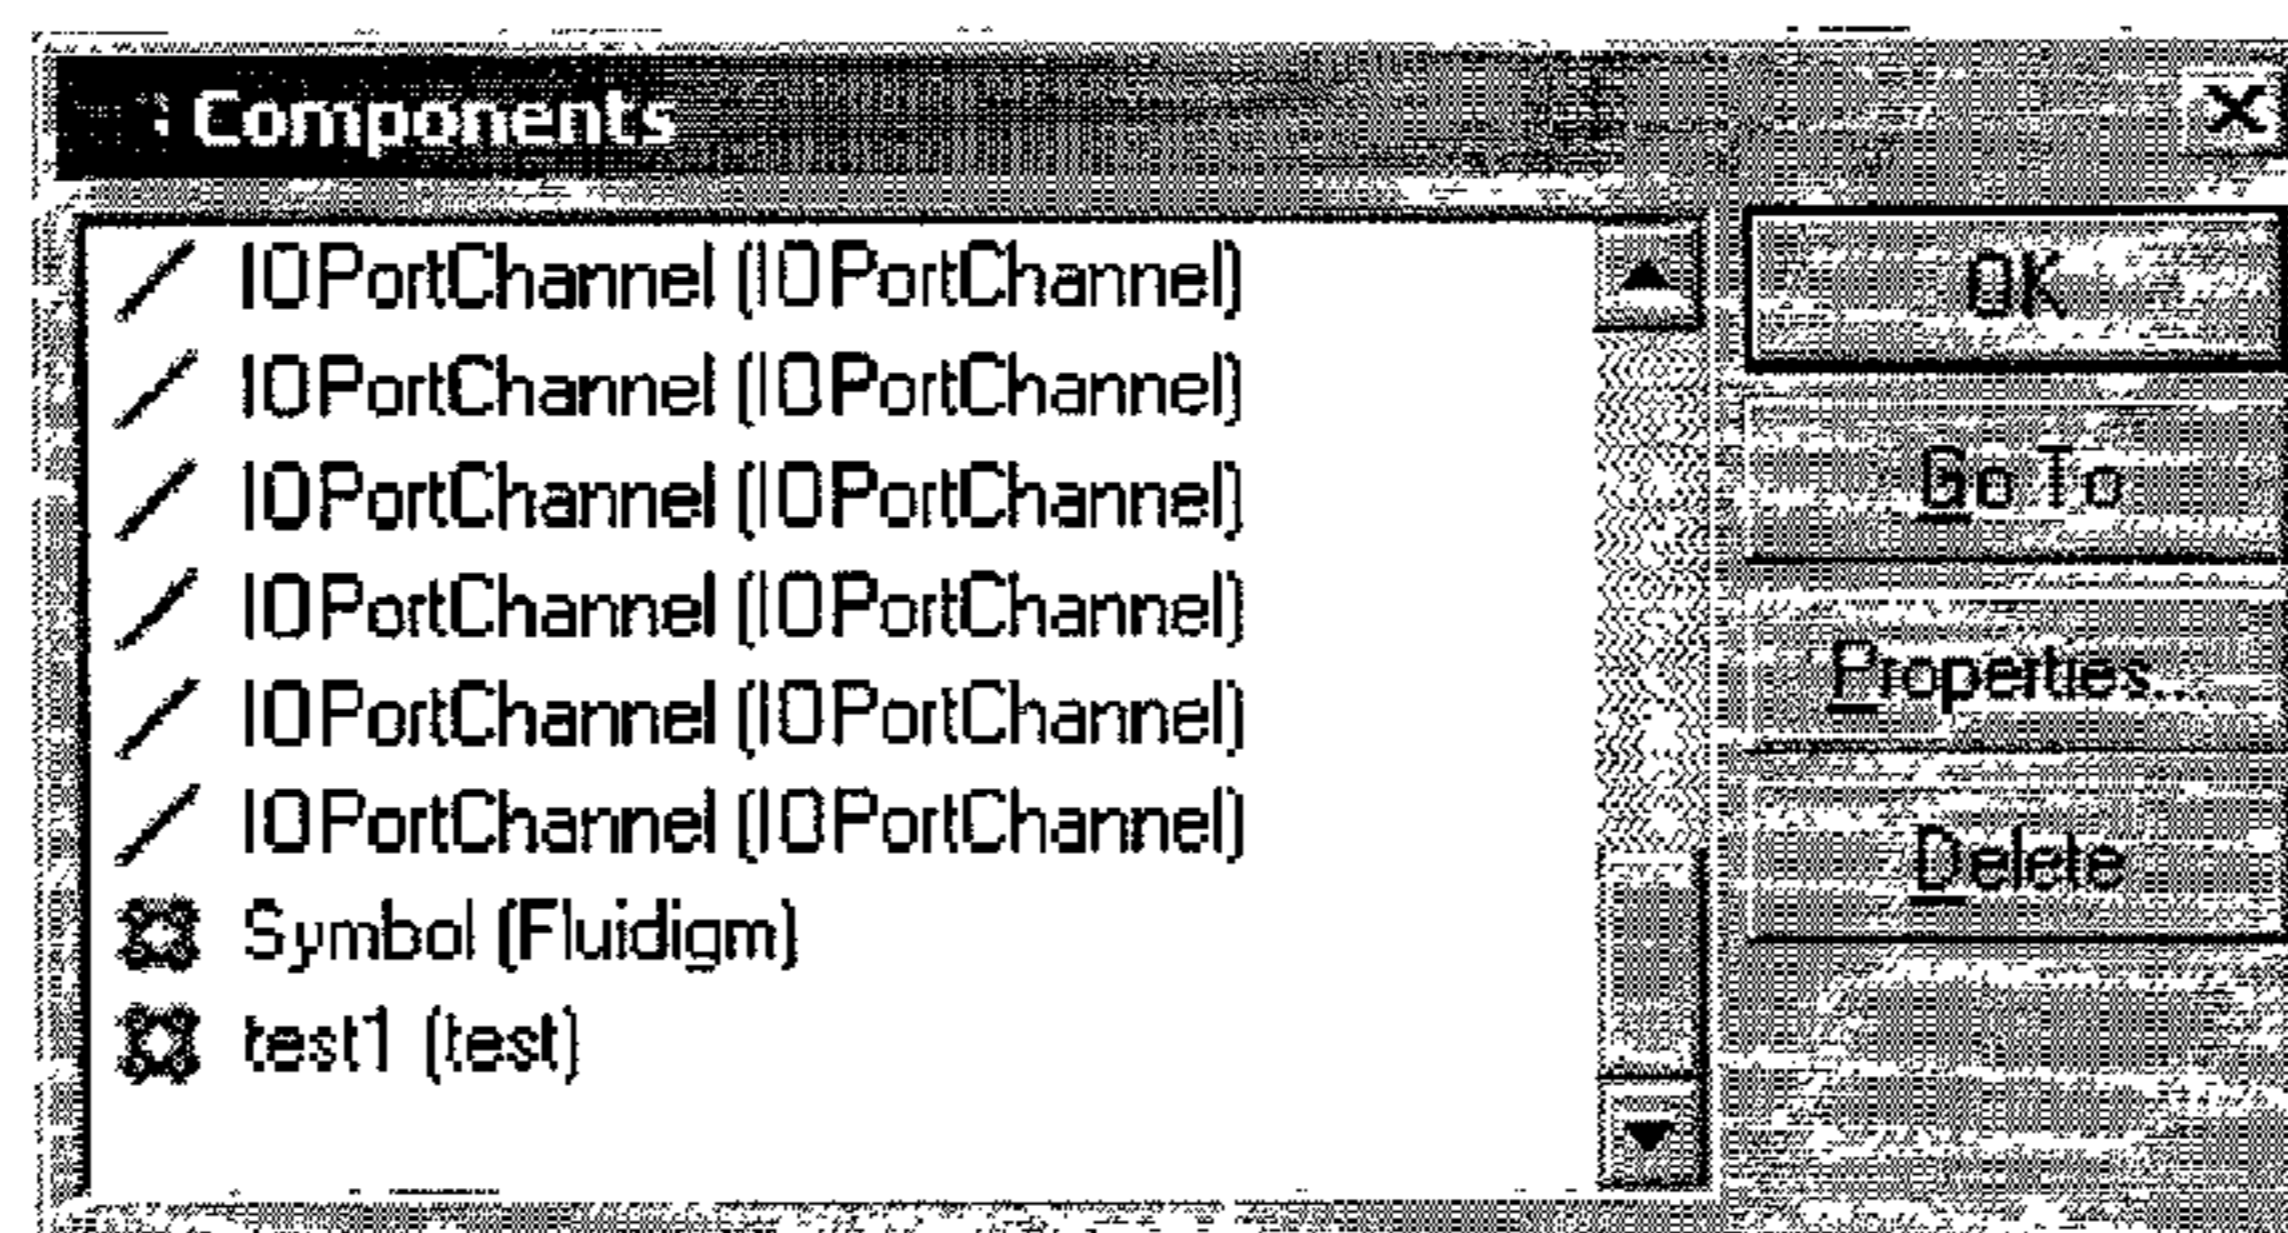 Components
IOPortChannel (IOPortChannel)
IOPortChannel (IOPortChannel)
IOPortChannel (IOPortChannel)
IOPortChannel (IOPortChannel)
IOPortChannel (IOPortChannel)
IOPortChannel (IOPortChannel)
Symbol (Fluidigm)
test1 (test)
OK
Go To
Properties...
Delete